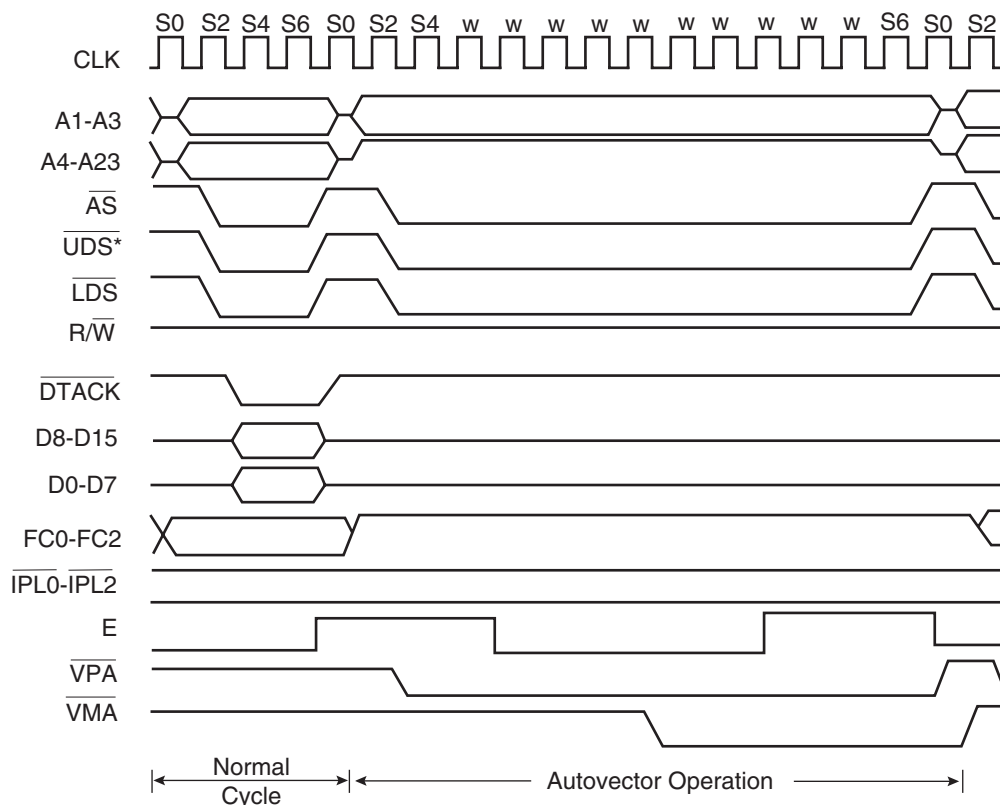 S0 S2 S4 S6 S0 S2 S4 w w w w w w w w w w S6 S0 S2
CLK
A1-A3
A4-A23
AS
UDS*
LDS
R/W
DTACK
D8-D15
D0-D7
FC0-FC2
IPL0-IPL2
E
VPA
VMA
Normal
Cycle
Autovector Operation